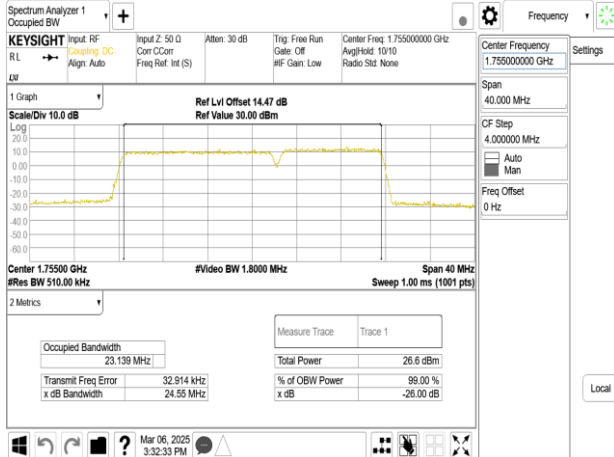 Spectrum Analyzer 1
Occupied BW
Frequency
KEYSIGHT Input: RF Input Z: 50 Ω Atten: 30 dB Trig: Free Run Center Freq: 1.755000000 GHz
RL Coupling: DC Corr CCorr Gate: Off Avg|Hold: 10/10
Align: Auto Freq Ref: Int (S) #IF Gain: Low Radio Std: None
LXI
Center Frequency
1.755000000 GHz
Settings
Span
40.000 MHz
CF Step
4.000000 MHz
Auto
Man
Freq Offset
0 Hz
Local
1 Graph
Ref Lvl Offset 14.47 dB
Scale/Div 10.0 dB Ref Value 30.00 dBm
Log
20.0
10.0
0.00
-10.0
-20.0
-30.0
-40.0
-50.0
-60.0
Center 1.75500 GHz #Video BW 1.8000 MHz Span 40 MHz
#Res BW 510.00 kHz Sweep 1.00 ms (1001 pts)
2 Metrics
Measure Trace Trace 1
Occupied Bandwidth
23.139 MHz Total Power 26.6 dBm
Transmit Freq Error 32.914 kHz % of OBW Power 99.00 %
x dB Bandwidth 24.55 MHz x dB -26.00 dB
? Mar 06, 2025
3:32:33 PM